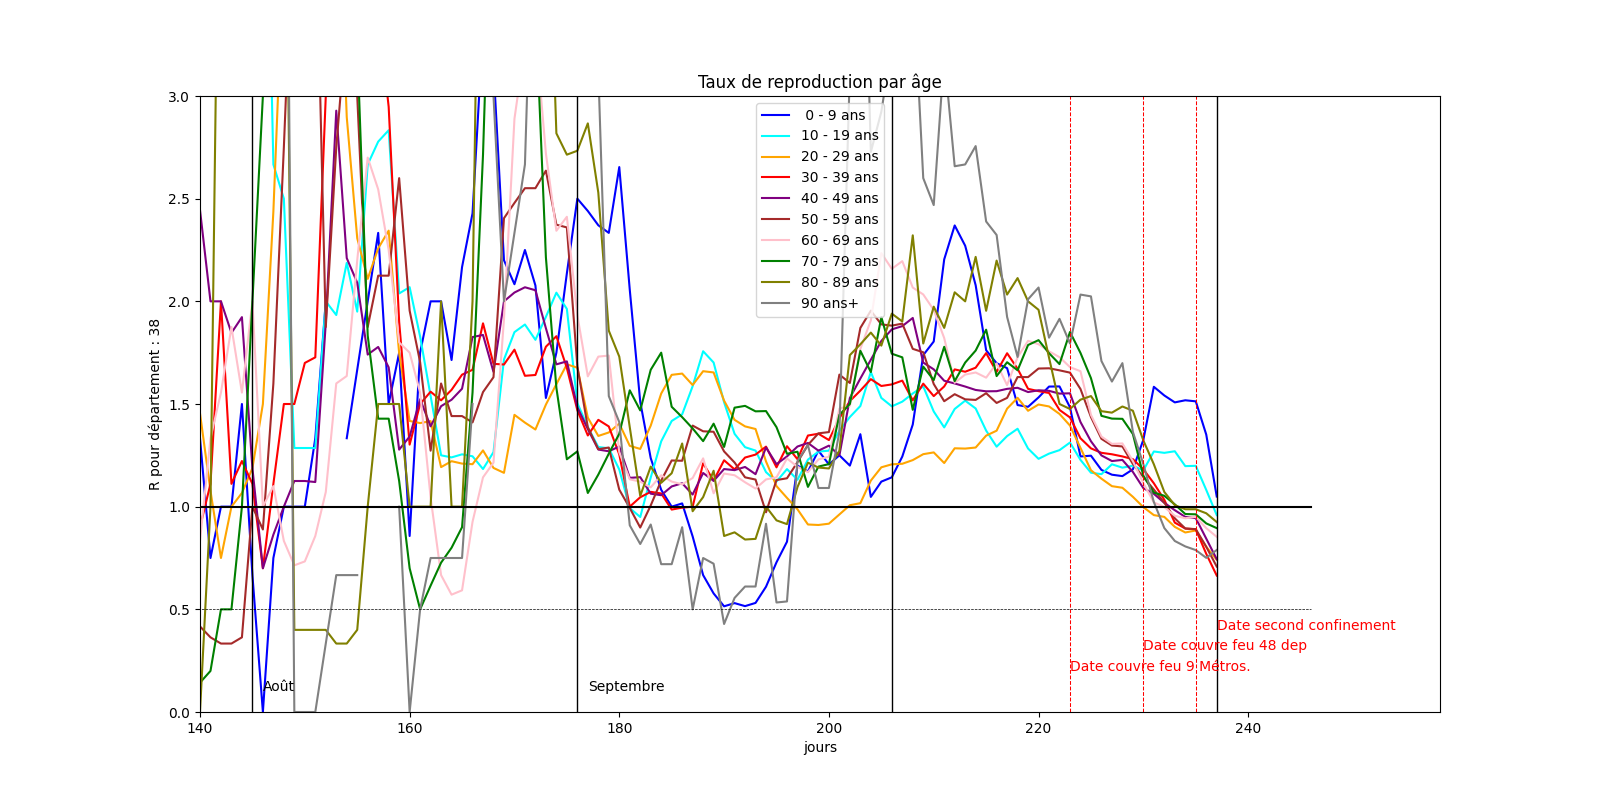 Taux de reproduction par âge
3.0
2.5
2.0
1.5
1.0
0.5
0.0
R pour département : 38
0 - 9 ans
10 - 19 ans
20 - 29 ans
30 - 39 ans
40 - 49 ans
50 - 59 ans
60 - 69 ans
70 - 79 ans
80 - 89 ans
90 ans+
Date second confinement
Date couvre feu 48 dep
Date couvre feu 9 Métros.
Août
Septembre
140
160
180
200
220
240
jours